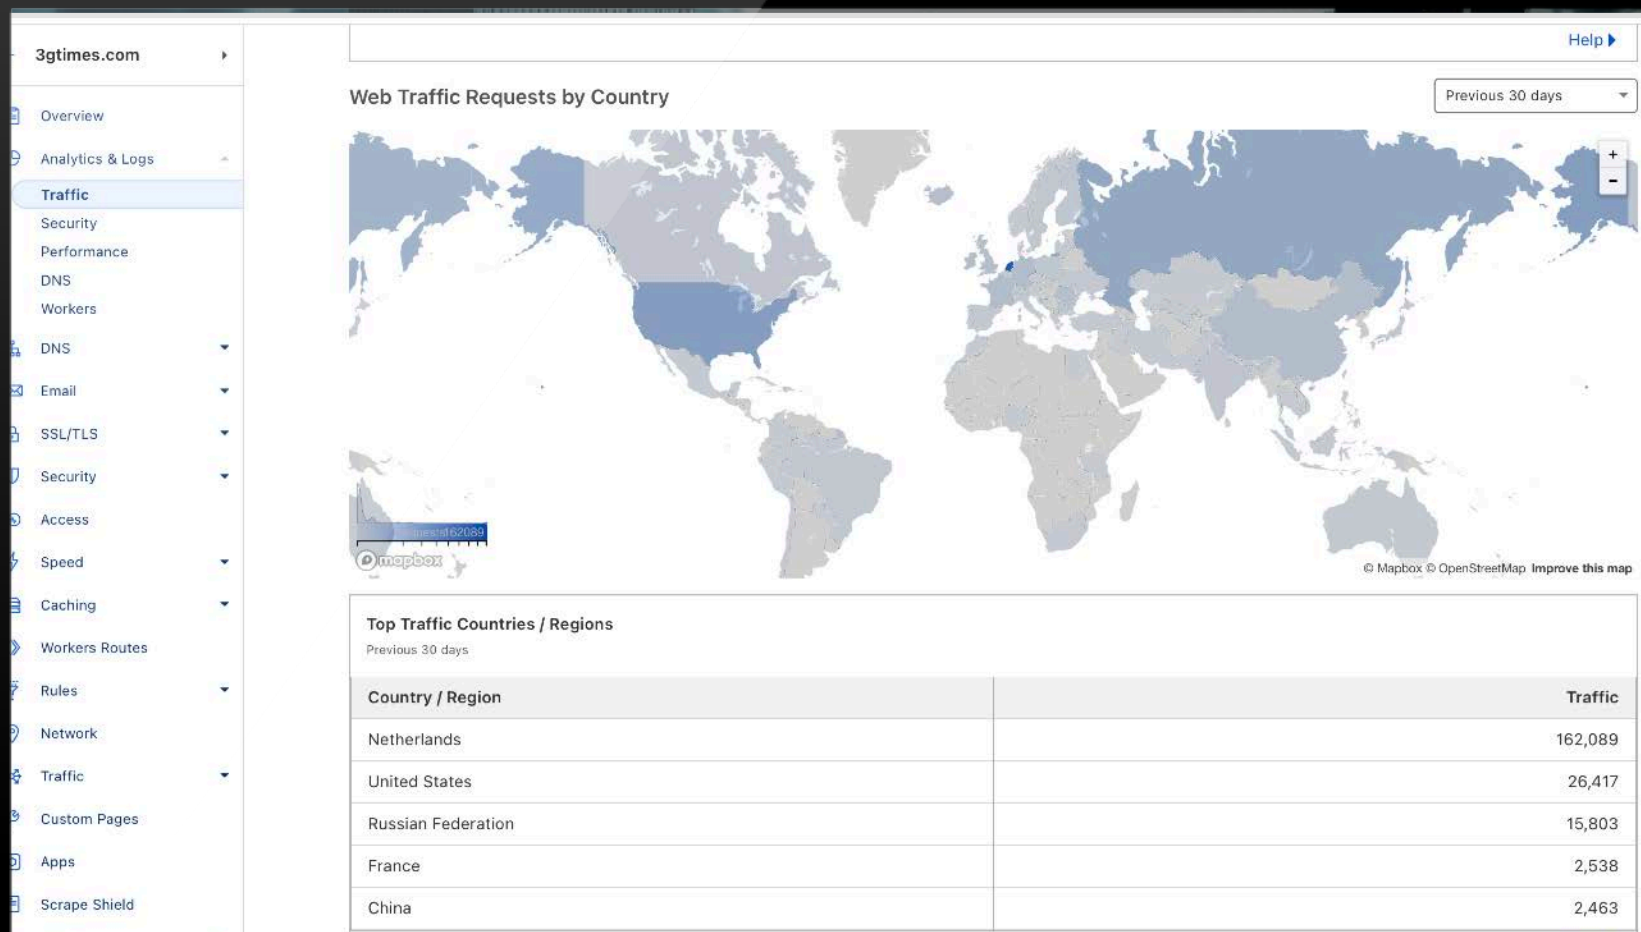 3gtimes.com
Help
Web Traffic Requests by Country
Previous 30 days
Overview
Analytics & Logs
Traffic
Security
Performance
DNS
Workers
DNS
Email
SSL/TLS
Security
Access
Speed
Caching
Workers Routes
Rules
Network
Traffic
Custom Pages
Apps
Scrape Shield
+
-
162089
mapbox
© Mapbox © OpenStreetMap Improve this map
Top Traffic Countries / Regions
Previous 30 days
Country / Region Traffic
Netherlands 162,089
United States 26,417
Russian Federation 15,803
France 2,538
China 2,463